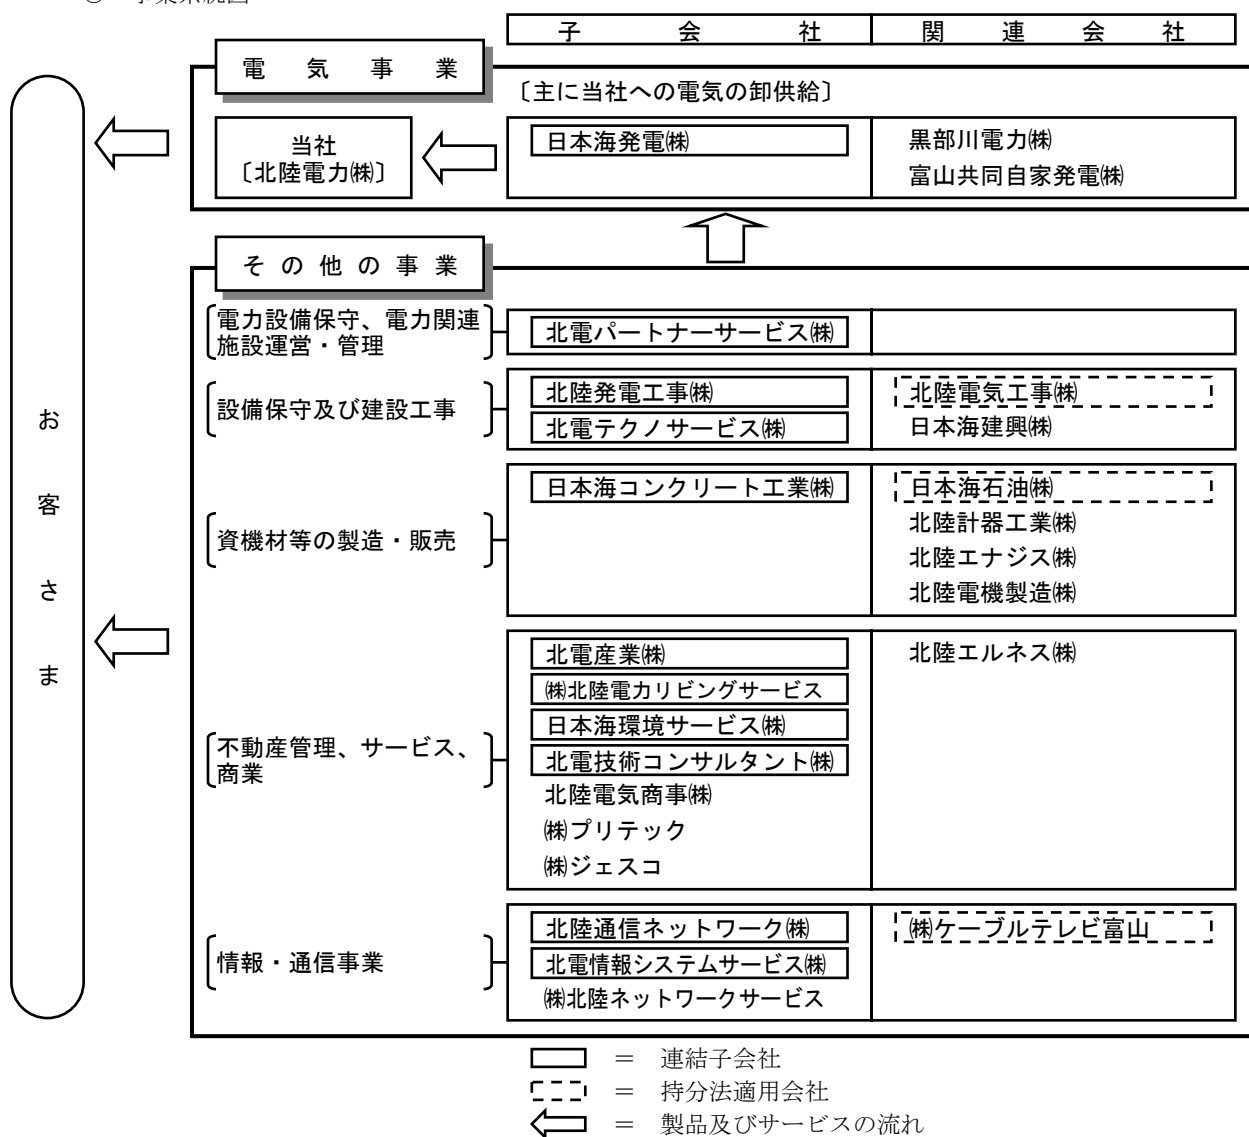 子会社 関連会社
電気事業
〔主に当社への電気の卸供給〕
当社
〔北陸電力㈱〕
日本海発電㈱
黒部川電力㈱
富山共同自家発電㈱
その他の事業
電力設備保守、電力関連
施設運営・管理
北電パートナーサービス㈱
設備保守及び建設工事
北陸発電工事㈱
北電テクノサービス㈱
北陸電気工事㈱
日本海建興㈱
資機材等の製造・販売
日本海コンクリート工業㈱
日本海石油㈱
北陸計器工業㈱
北陸エナジス㈱
北陸電機製造㈱
不動産管理、サービス、
商業
北電産業㈱
㈱北陸電力リビングサービス
日本海環境サービス㈱
北電技術コンサルタント㈱
北陸電気商事㈱
㈱プリテック
㈱ジェスコ
北陸エルネス㈱
情報・通信事業
北陸通信ネットワーク㈱
北電情報システムサービス㈱
㈱北陸ネットワークサービス
㈱ケーブルテレビ富山
お客さま
＝ 連結子会社
＝ 持分法適用会社
＝ 製品及びサービスの流れ